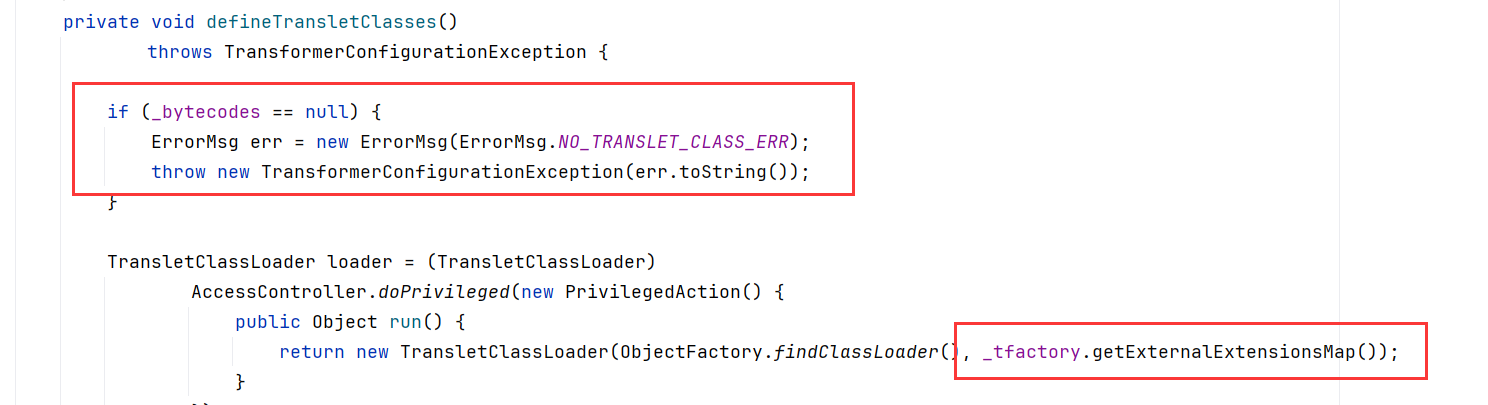 private void defineTransletClasses()
throws TransformerConfigurationException {
if (_bytecodes == null) {
ErrorMsg err = new ErrorMsg(ErrorMsg.NO_TRANSLET_CLASS_ERR);
throw new TransformerConfigurationException(err.toString());
}
TransletClassLoader loader = (TransletClassLoader)
AccessController.doPrivileged(new PrivilegedAction() {
public Object run() {
return new TransletClassLoader(ObjectFactory.findClassLoader(), _tfactory.getExternalExtensionsMap());
}